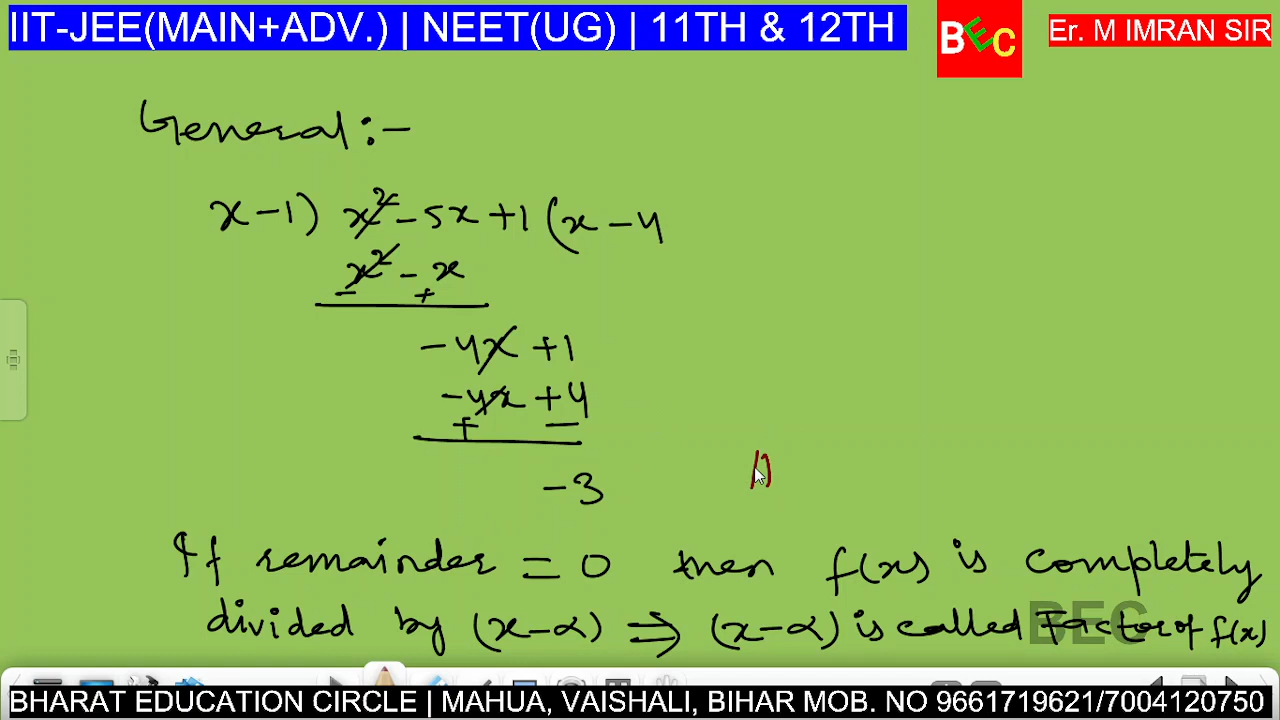 IIT-JEE(MAIN+ADV.) | NEET(UG) | 11TH & 12TH
BEC
Er. M IMRAN SIR
General:-
x-1) x²-5x+1 (x-4
x²-x
- +
-4x+1
-4x+4
+ -
-3
If remainder = 0 then f(x) is completely
divided by (x-α) ⇒ (x-α) is called Factor of f(x)
BEC
BHARAT EDUCATION CIRCLE | MAHUA, VAISHALI, BIHAR MOB. NO 9661719621/7004120750